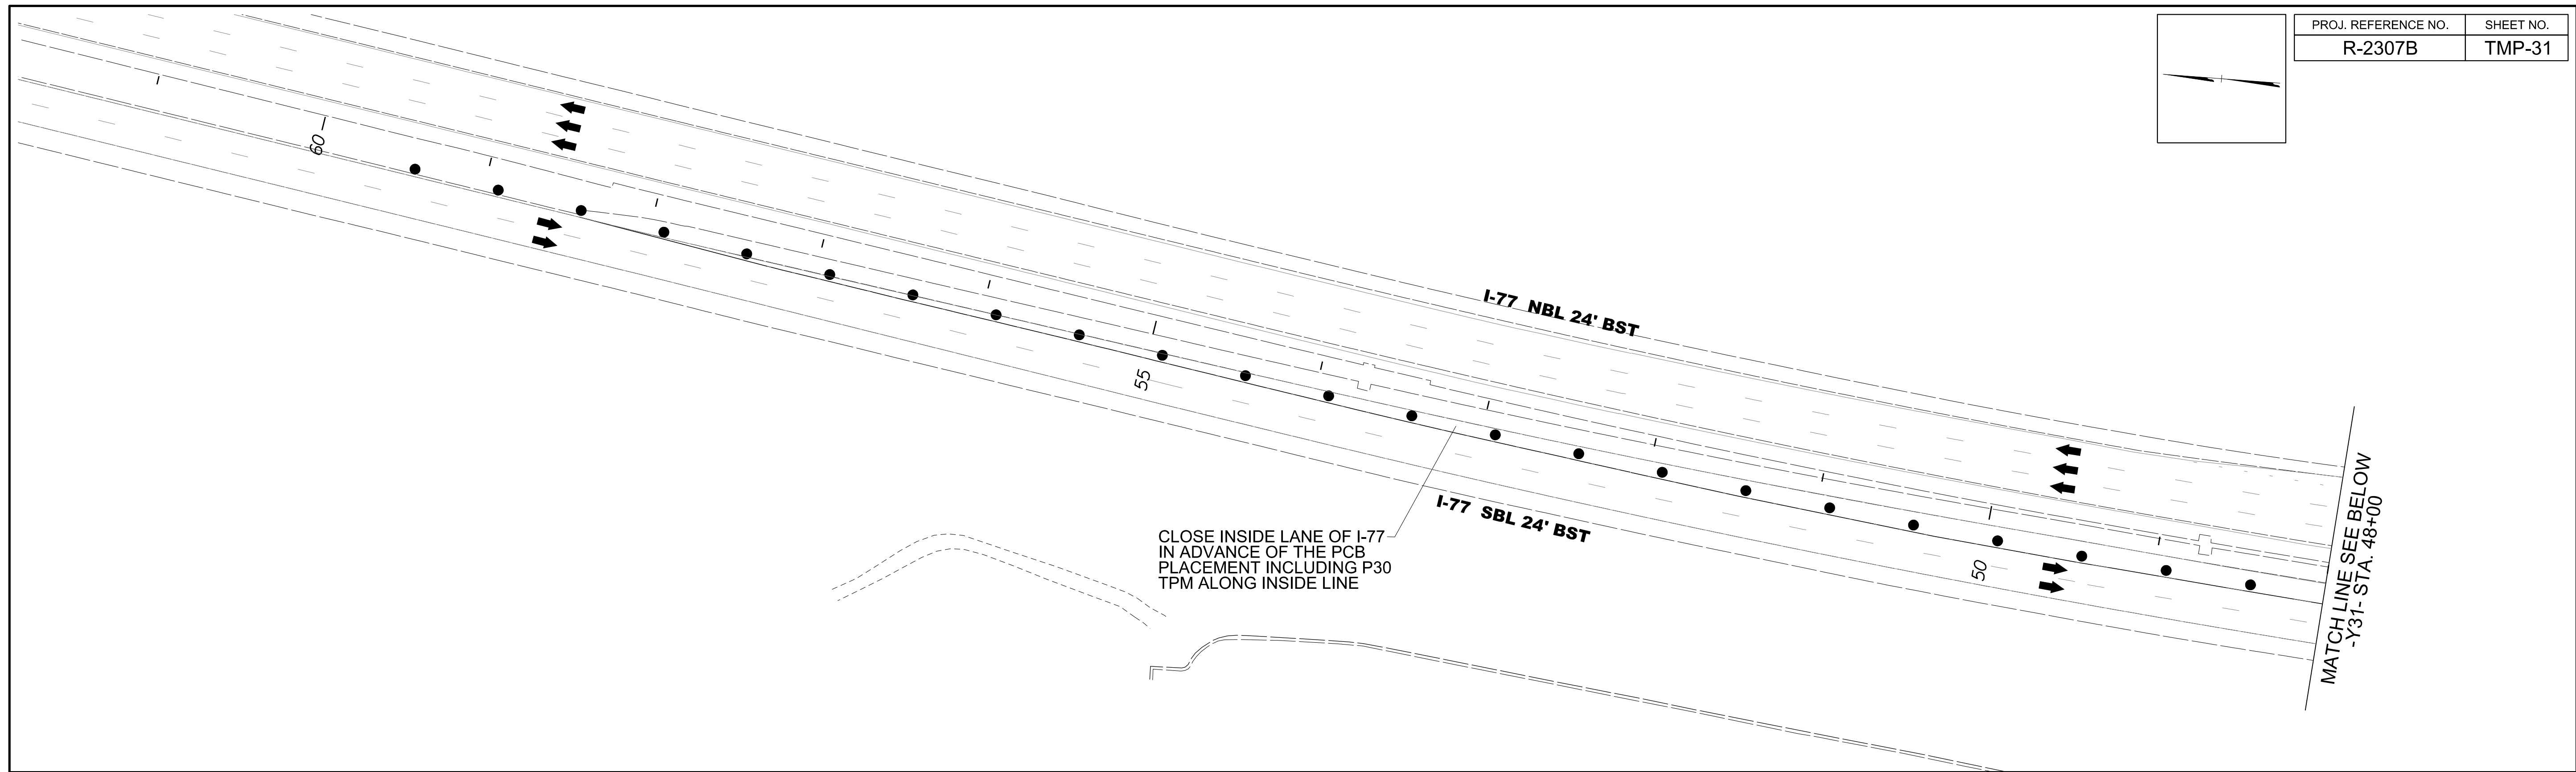 PROJ. REFERENCE NO.
SHEET NO.
R-2307B
TMP-31
60
55
50
I-77 NBL 24' BST
I-77 SBL 24' BST
CLOSE INSIDE LANE OF I-77
IN ADVANCE OF THE PCB
PLACEMENT INCLUDING P30
TPM ALONG INSIDE LINE
MATCH LINE SEE BELOW
-Y31- STA. 48+00